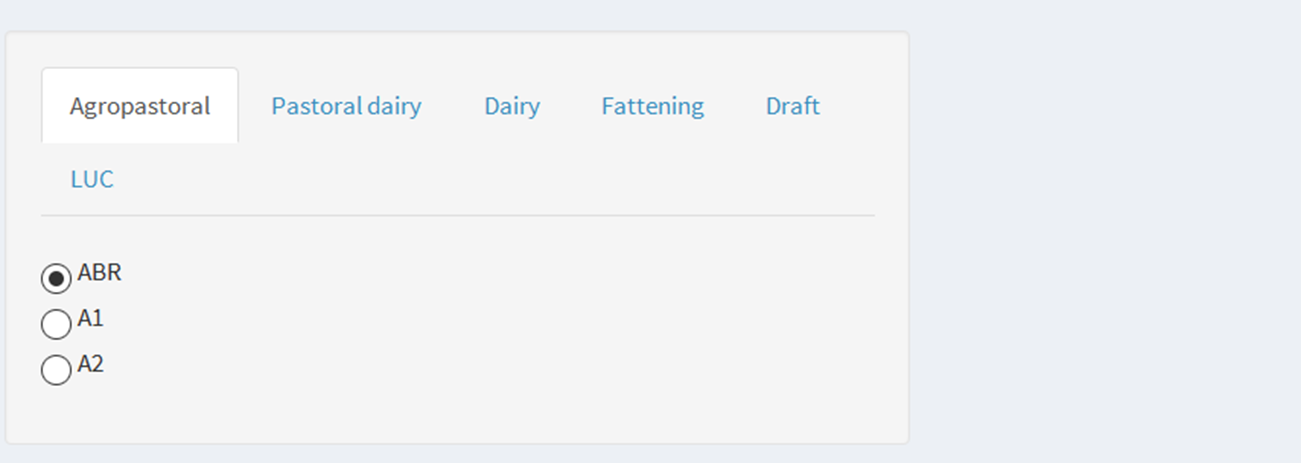 Agropastoral Pastoral dairy Dairy Fattening Draft
LUC
ABR
A1
A2